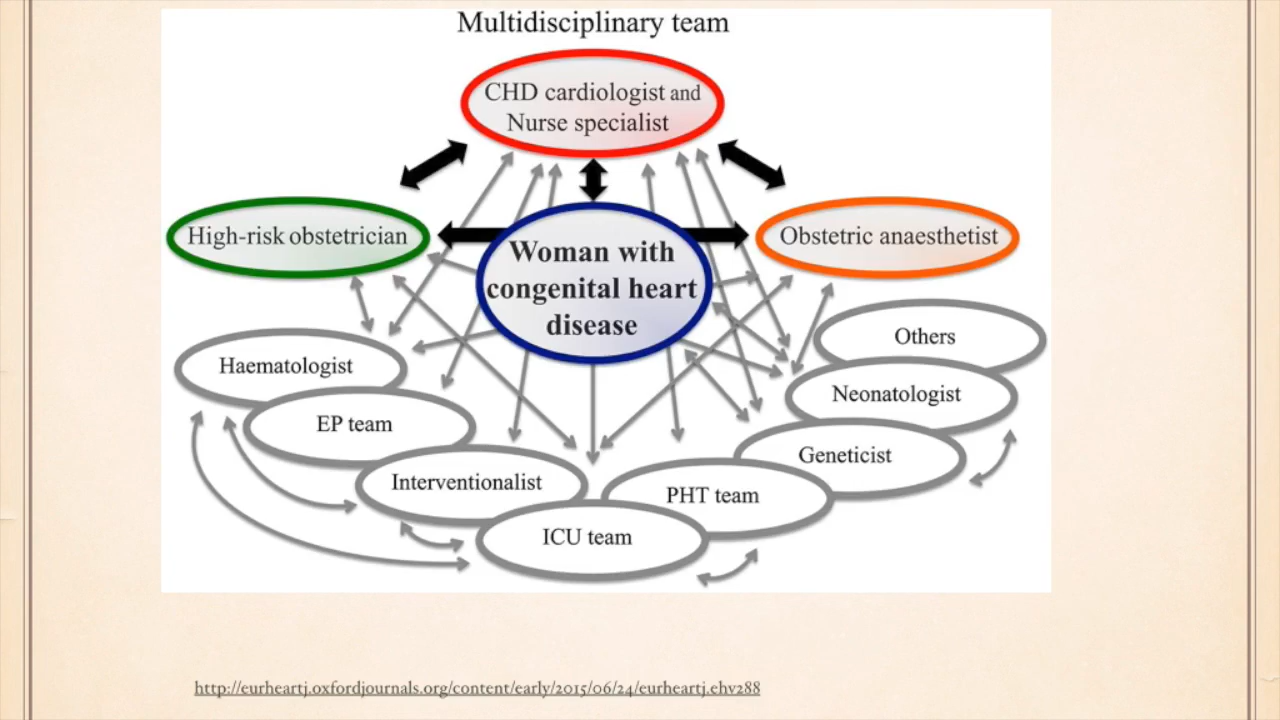 Multidisciplinary team
CHD cardiologist and
Nurse specialist
High-risk obstetrician
Obstetric anaesthetist
Woman with
congenital heart
disease
Others
Haematologist
Neonatologist
EP team
Geneticist
Interventionalist
PHT team
ICU team
http://eurheartj.oxfordjournals.org/content/early/2015/06/24/eurheartj.ehv288